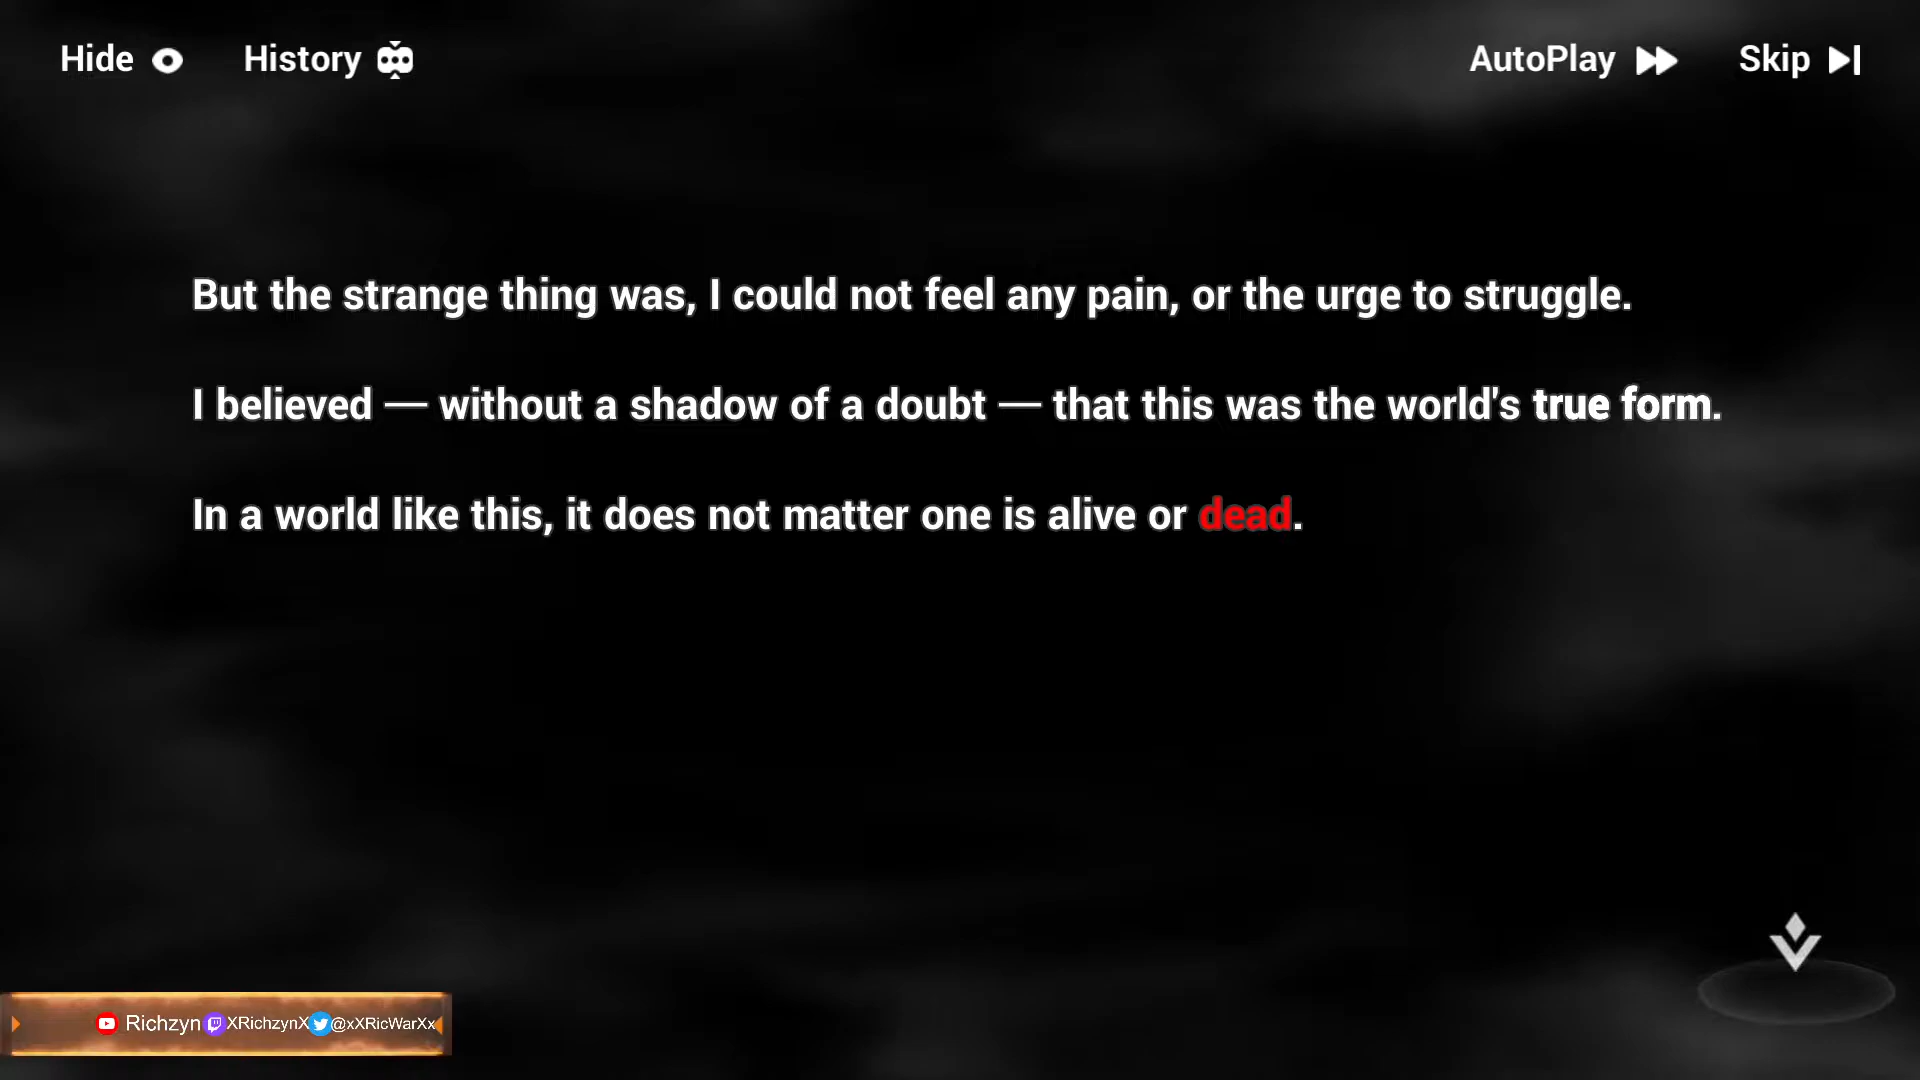 Hide
History
AutoPlay
Skip
But the strange thing was, I could not feel any pain, or the urge to struggle.
I believed — without a shadow of a doubt — that this was the world's true form.
In a world like this, it does not matter one is alive or dead.
Richzyn XRichzynX @xXRicWarXx